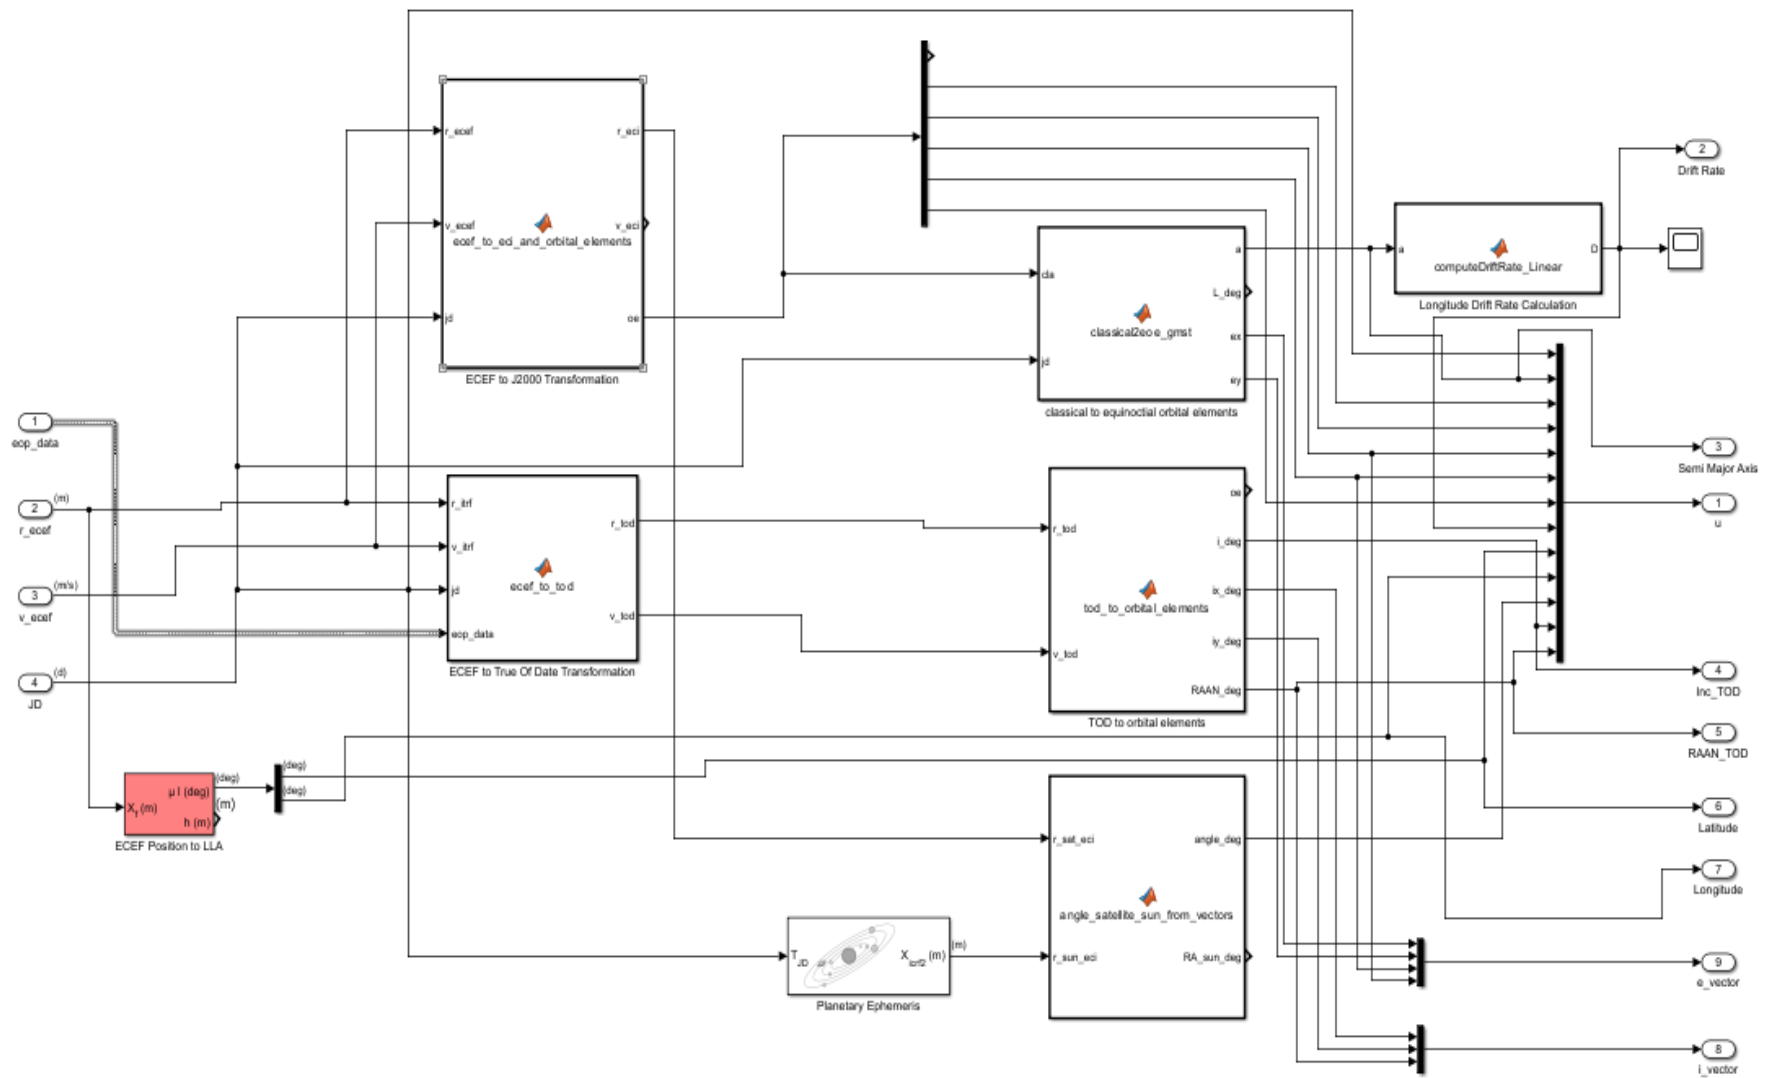 1
eop_data
2
(m)
r_ecef
3
(m/s)
v_ecef
4
(d)
JD
r_ecef
v_ecef
jd
r_eci
v_eci
oe
ecef_to_eci_and_orbital_elements
ECEF to J2000 Transformation
r_itrf
v_itrf
jd
eop_data
r_tod
v_tod
ecef_to_tod
ECEF to True Of Date Transformation
X_f (m)
μ l (deg)
h (m)
(deg)
(m)
ECEF Position to LLA
(deg)
(deg)
T_JD
X_icrf2 (m)
(m)
Planetary Ephemeris
cla
jd
a
L_deg
ex
ey
classical2eoe_gmst
classical to equinoctial orbital elements
r_tod
v_tod
oe
i_deg
ix_deg
iy_deg
RAAN_deg
tod_to_orbital_elements
TOD to orbital elements
r_sat_eci
r_sun_eci
angle_deg
RA_sun_deg
angle_satellite_sun_from_vectors
a
D
computeDriftRate_Linear
Longitude Drift Rate Calculation
2
Drift Rate
3
Semi Major Axis
1
u
4
Inc_TOD
5
RAAN_TOD
6
Latitude
7
Longitude
9
e_vector
8
i_vector